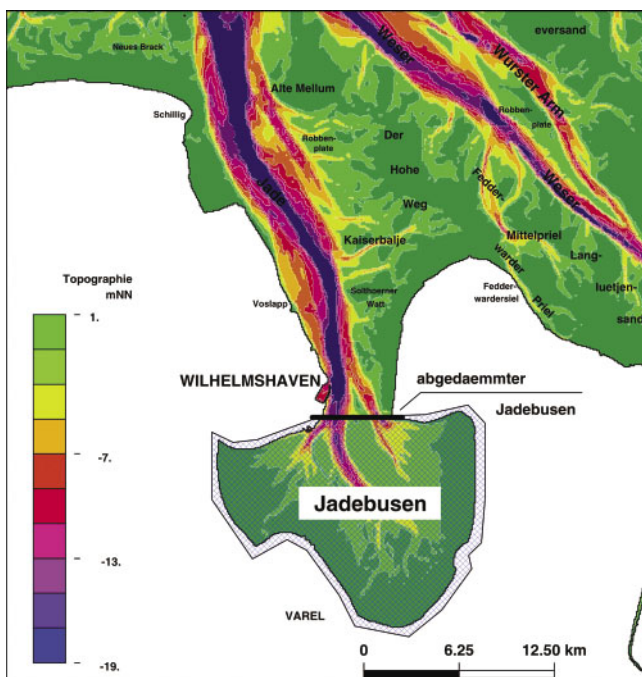 eversand
Neues Brack
Weser
Wurster Arm
Alte Mellum
Schillig
Robben-
plate
Robben-
plate
Der
Hohe
Weg
Jade
Fedder-
Weser
Kaiserbalje
Mittelpriel
warder
Lang-
luetjen-
sand
Topographie
mNN
Solthoerner
Watt
Fedder-
wardersiel
Priel
Voslapp
1.
-7.
-13.
-19.
WILHELMSHAVEN
abgedaemmter
Jadebusen
Jadebusen
VAREL
0 6.25 12.50 km